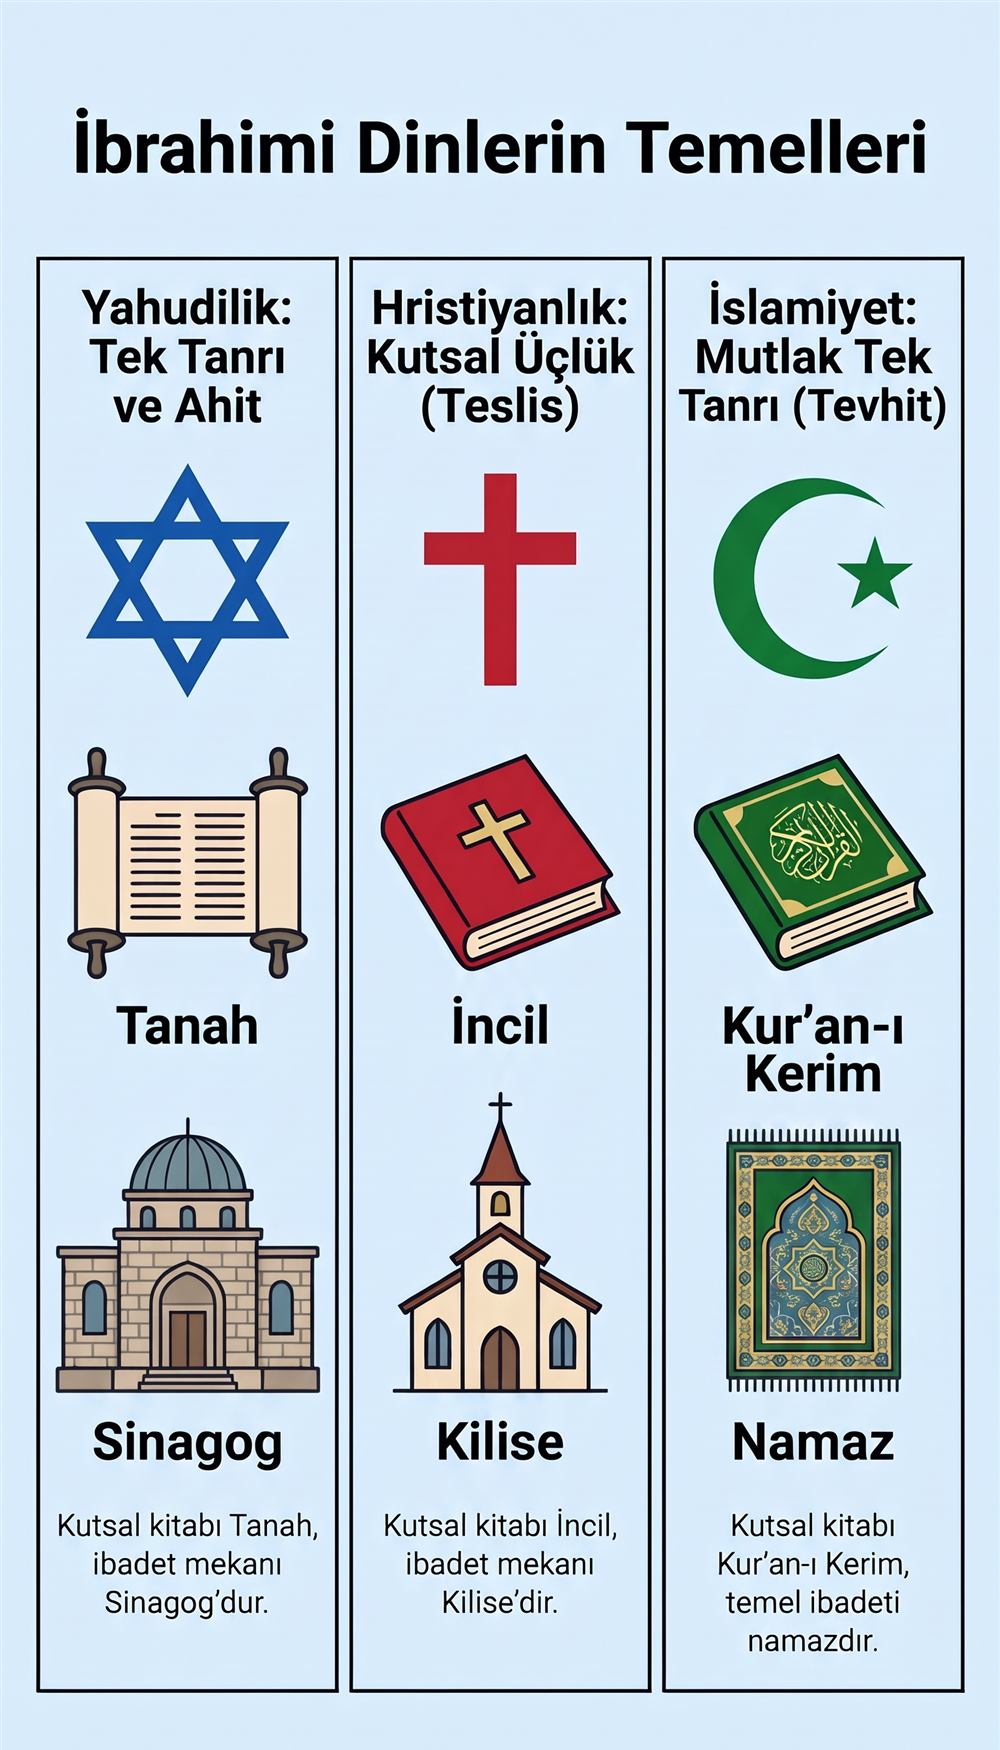 İbrahimi Dinlerin Temelleri
Yahudilik:
Tek Tanrı
ve Ahit
Tanah
Sinagog
Kutsal kitabı Tanah,
ibadet mekanı
Sinagog’dur.
Hristiyanlık:
Kutsal Üçlük
(Teslis)
İncil
Kilise
Kutsal kitabı İncil,
ibadet mekanı
Kilise’dir.
İslamiyet:
Mutlak Tek
Tanrı (Tevhit)
Kur’an-ı
Kerim
Namaz
Kutsal kitabı
Kur’an-ı Kerim,
temel ibadeti
namazdır.